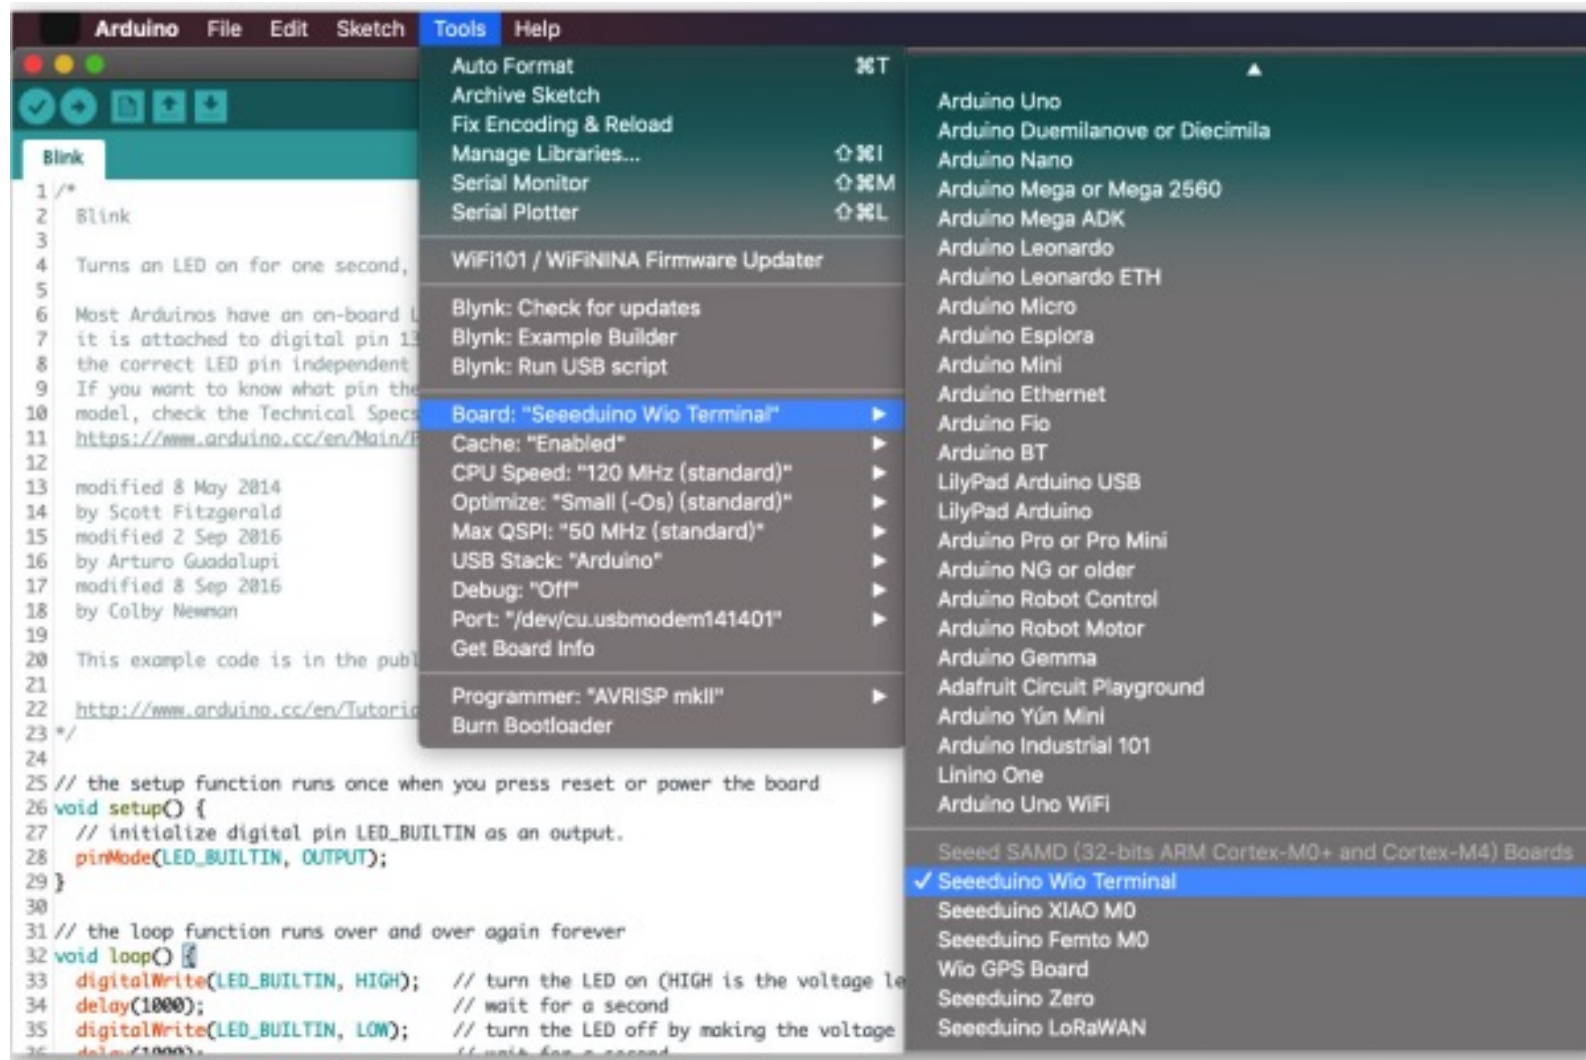 Arduino File Edit Sketch Tools Help
Blink
1 /*
2 Blink
3
4 Turns an LED on for one second,
5
6 Most Arduinos have an on-board L
7 it is attached to digital pin 13
8 the correct LED pin independent
9 If you want to know what pin the
10 model, check the Technical Specs
11 https://www.arduino.cc/en/Main/P
12
13 modified 8 May 2014
14 by Scott Fitzgerald
15 modified 2 Sep 2016
16 by Arturo Guadalupi
17 modified 8 Sep 2016
18 by Colby Newman
19
20 This example code is in the publ
21
22 http://www.arduino.cc/en/Tutoria
23 */
24
25 // the setup function runs once when you press reset or power the board
26 void setup() {
27 // initialize digital pin LED_BUILTIN as an output.
28 pinMode(LED_BUILTIN, OUTPUT);
29 }
30
31 // the loop function runs over and over again forever
32 void loop() {
33 digitalWrite(LED_BUILTIN, HIGH); // turn the LED on (HIGH is the voltage le
34 delay(1000); // wait for a second
35 digitalWrite(LED_BUILTIN, LOW); // turn the LED off by making the voltage
36 delay(1000); // wait for a second
Auto Format ⌘T
Archive Sketch
Fix Encoding & Reload
Manage Libraries... ⇧⌘I
Serial Monitor ⇧⌘M
Serial Plotter ⇧⌘L
WiFi101 / WiFiNINA Firmware Updater
Blynk: Check for updates
Blynk: Example Builder
Blynk: Run USB script
Board: "Seeeduino Wio Terminal" ▶
Cache: "Enabled" ▶
CPU Speed: "120 MHz (standard)" ▶
Optimize: "Small (-Os) (standard)" ▶
Max QSPI: "50 MHz (standard)" ▶
USB Stack: "Arduino" ▶
Debug: "Off" ▶
Port: "/dev/cu.usbmodem141401" ▶
Get Board Info
Programmer: "AVRISP mkII" ▶
Burn Bootloader
Arduino Uno
Arduino Duemilanove or Diecimila
Arduino Nano
Arduino Mega or Mega 2560
Arduino Mega ADK
Arduino Leonardo
Arduino Leonardo ETH
Arduino Micro
Arduino Esplora
Arduino Mini
Arduino Ethernet
Arduino Fio
Arduino BT
LilyPad Arduino USB
LilyPad Arduino
Arduino Pro or Pro Mini
Arduino NG or older
Arduino Robot Control
Arduino Robot Motor
Arduino Gemma
Adafruit Circuit Playground
Arduino Yún Mini
Arduino Industrial 101
Linino One
Arduino Uno WiFi
Seeed SAMD (32-bits ARM Cortex-M0+ and Cortex-M4) Boards
✓ Seeeduino Wio Terminal
Seeeduino XIAO M0
Seeeduino Femto M0
Wio GPS Board
Seeeduino Zero
Seeeduino LoRaWAN